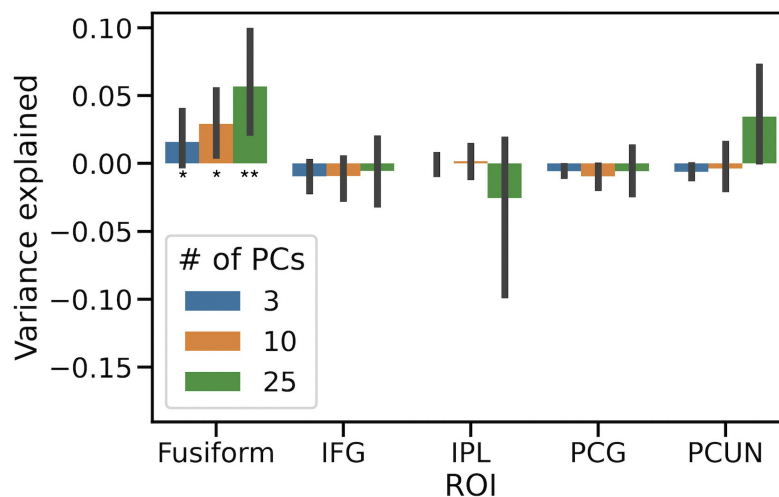 Variance explained
0.10
0.05
0.00
−0.05
−0.10
−0.15
* * **
# of PCs
3
10
25
Fusiform IFG IPL PCG PCUN
ROI